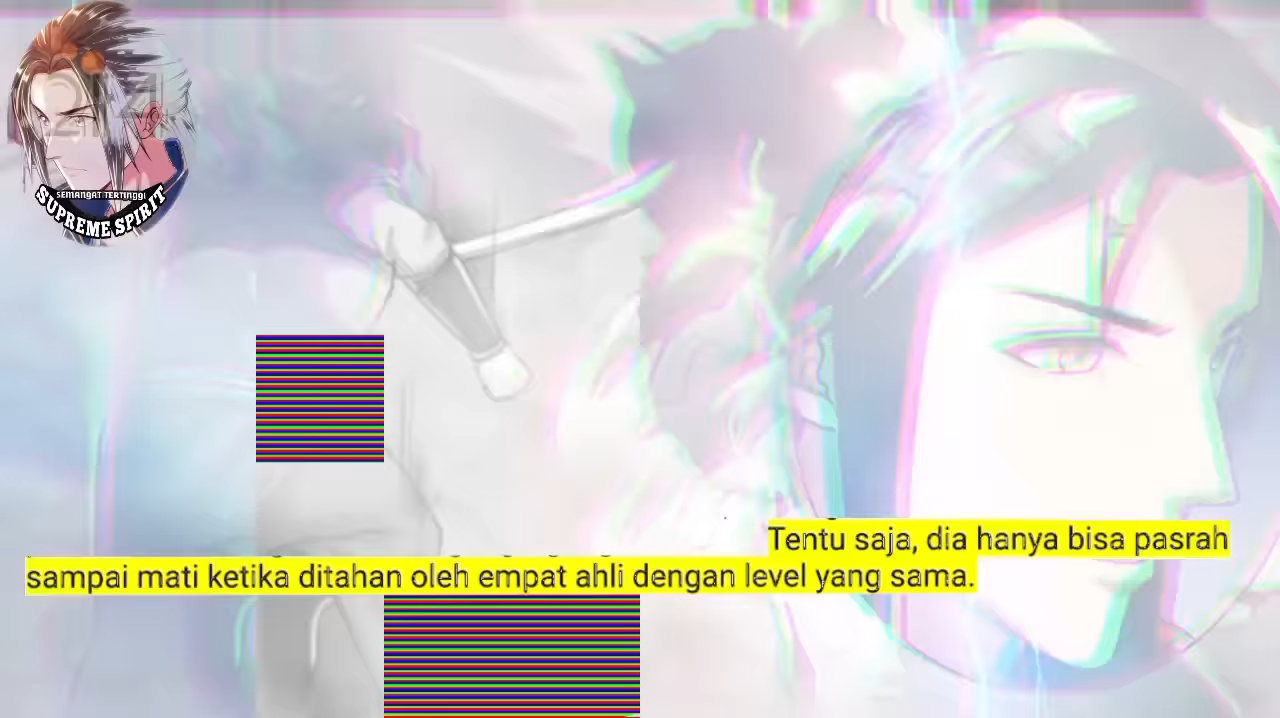 SEMANGAT TERTINGGI
SUPREME SPIRIT
Tentu saja, dia hanya bisa pasrah
sampai mati ketika ditahan oleh empat ahli dengan level yang sama.